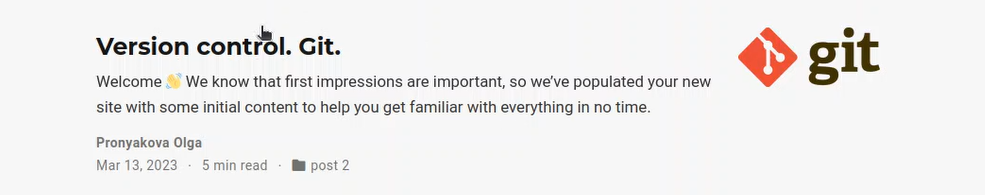 Version control. Git.
Welcome 👋 We know that first impressions are important, so we’ve populated your new
site with some initial content to help you get familiar with everything in no time.
Pronyakova Olga
Mar 13, 2023 · 5 min read · post 2
git